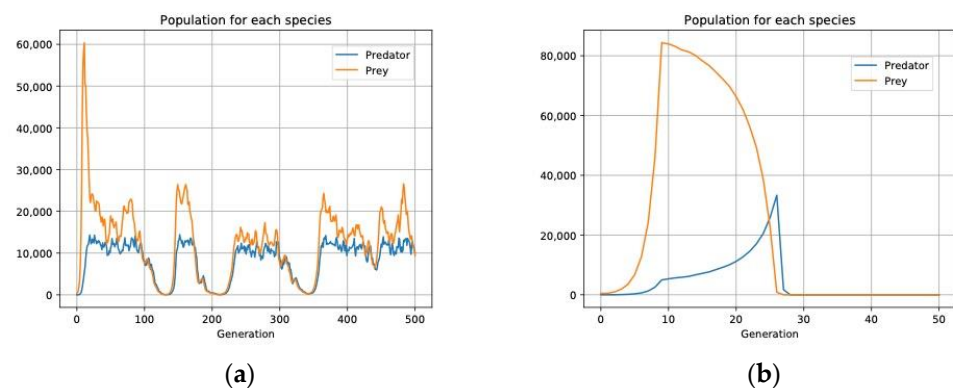 Population for each species
60,000
50,000
40,000
30,000
20,000
10,000
0
0 100 200 300 400 500
Generation
Predator
Prey
(a)
Population for each species
80,000
60,000
40,000
20,000
0
0 10 20 30 40 50
Generation
Predator
Prey
(b)